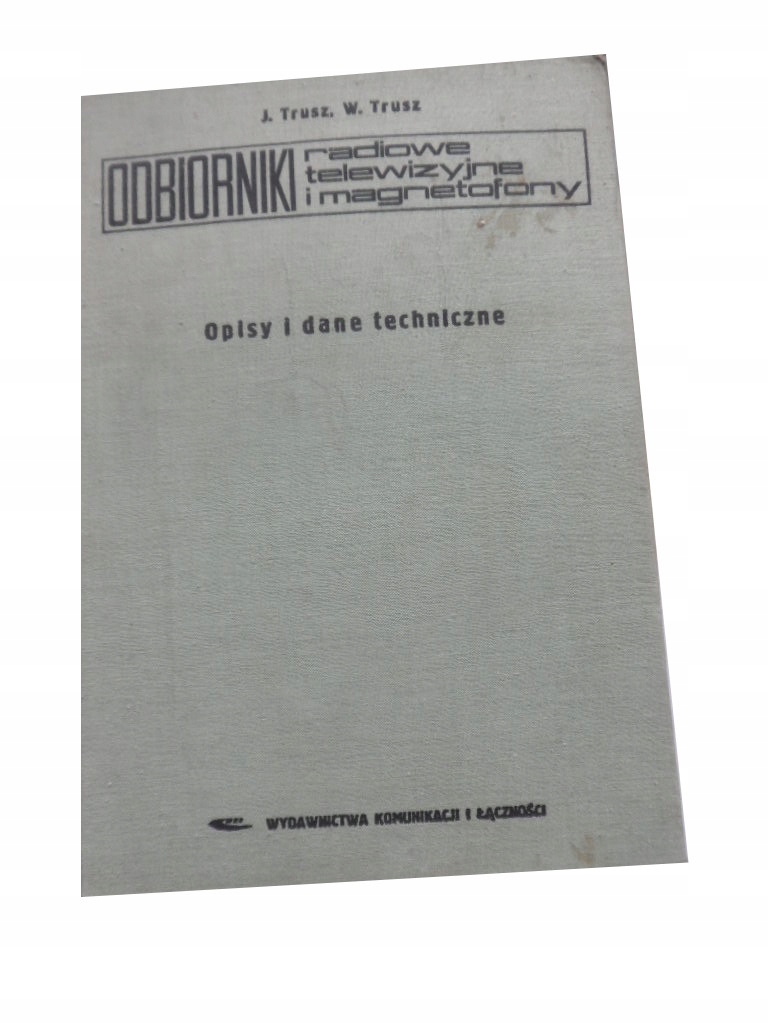 J. Trusz, W. Trusz
ODBIORNIKI radiowe
telewizyjne
i magnetofony
Opisy i dane techniczne
WYDAWNICTWA KOMUNIKACJI I ŁĄCZNOŚCI